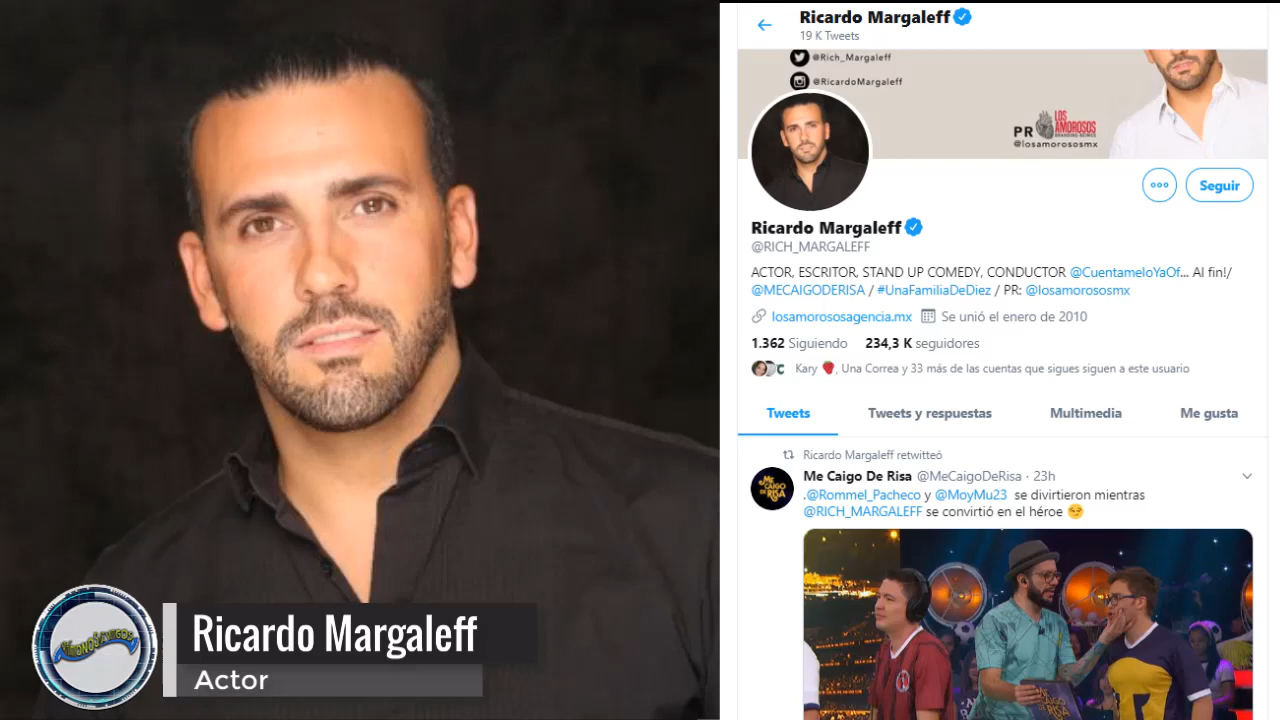 Ricardo Margaleff
Actor
Ricardo Margaleff
19 K Tweets
@Rich_Margaleff
@RicardoMargaleff
PR LOS AMOROSOS
@losamorososmx
Seguir
Ricardo Margaleff
@RICH_MARGALEFF
ACTOR, ESCRITOR, STAND UP COMEDY, CONDUCTOR @CuentameloYaOf... Al fin!/
@MECAIGODERISA / #UnaFamiliaDeDiez / PR: @losamorososmx
losamorososagencia.mx Se unió el enero de 2010
1.362 Siguiendo 234,3 K seguidores
Kary 🌹, Una Correa y 33 más de las cuentas que sigues siguen a este usuario
Tweets Tweets y respuestas Multimedia Me gusta
Ricardo Margaleff retwitteó
Me Caigo De Risa @MeCaigoDeRisa · 23h
.@Rommel_Pacheco y @MoyMu23 se divirtieron mientras
@RICH_MARGALEFF se convirtió en el héroe 😏
ME CAIGO DE RISA